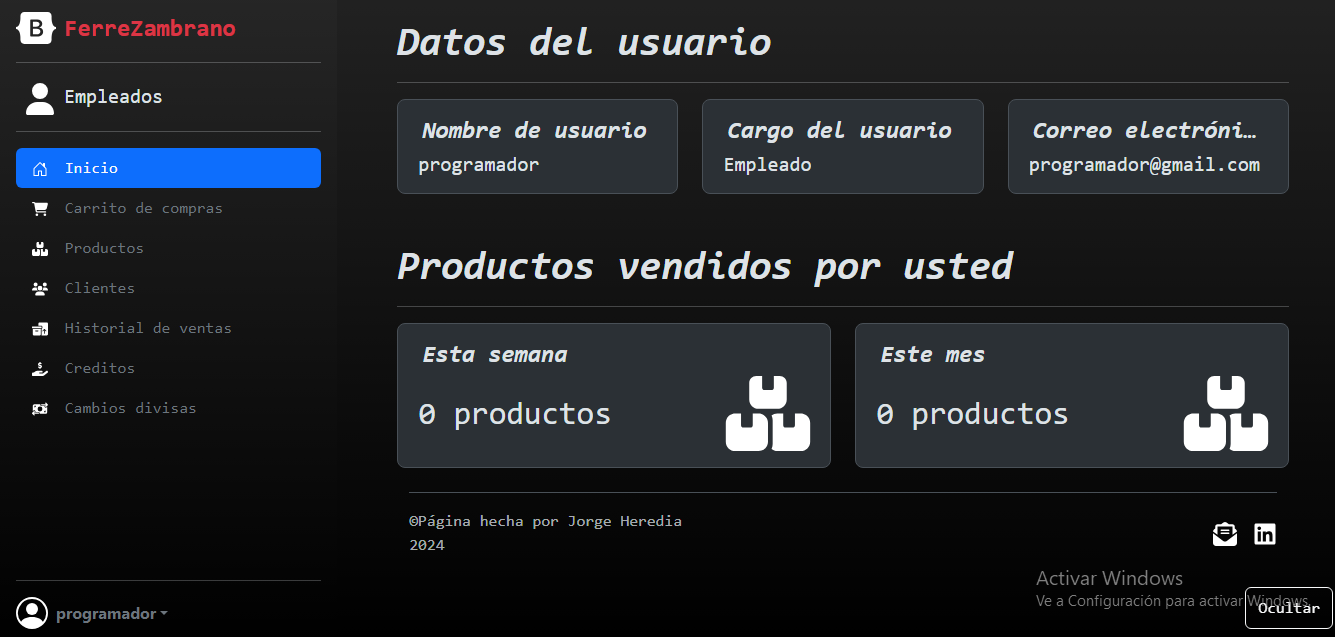 B FerreZambrano
Empleados
Inicio
Carrito de compras
Productos
Clientes
Historial de ventas
Creditos
Cambios divisas
programador
Datos del usuario
Nombre de usuario
programador
Cargo del usuario
Empleado
Correo electróni…
programador@gmail.com
Productos vendidos por usted
Esta semana
0 productos
Este mes
0 productos
©Página hecha por Jorge Heredia
2024
in
Activar Windows
Ve a Configuración para activar Windows.
Ocultar